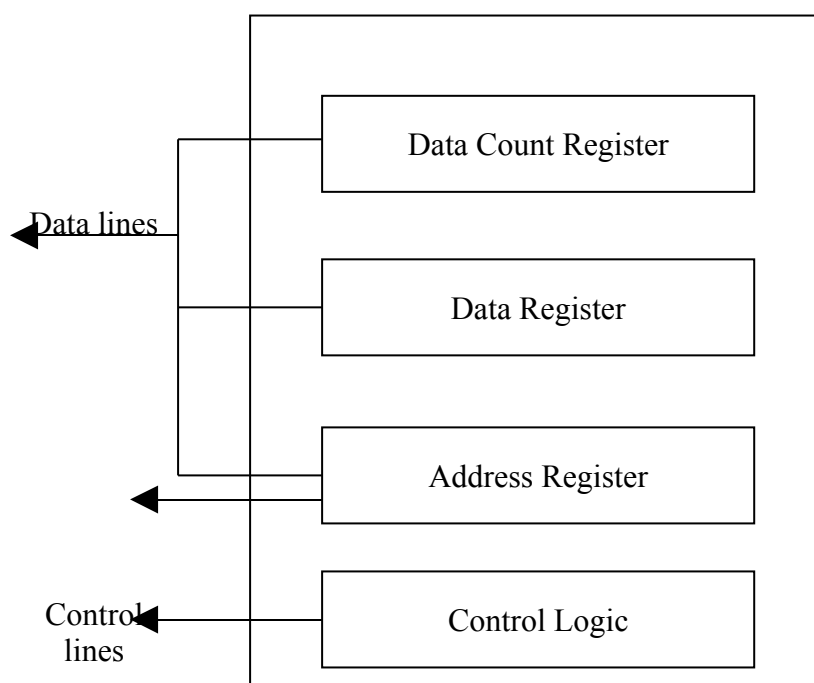 Data Count Register
Data lines
Data Register
Address Register
Control
lines
Control Logic